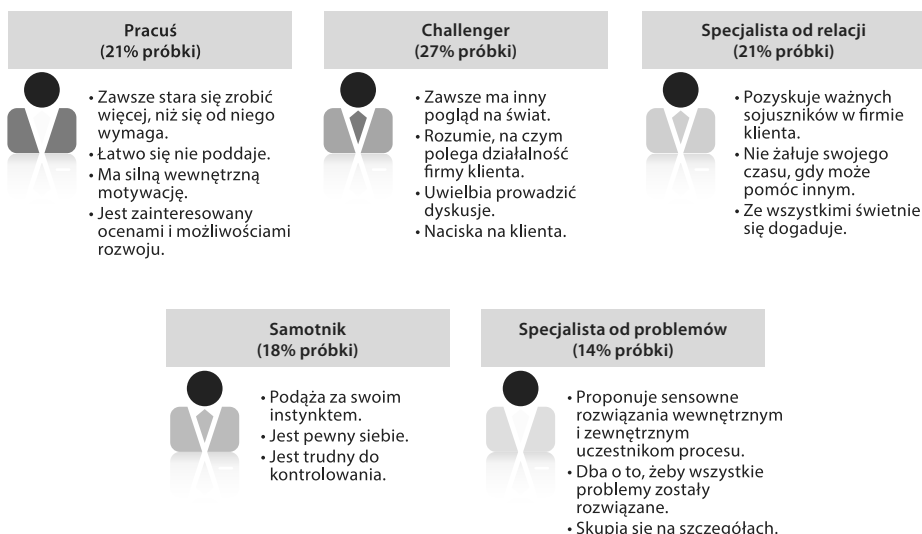 Pracuś
(21% próbki)
• Zawsze stara się zrobić
więcej, niż się od niego
wymaga.
• Łatwo się nie poddaje.
• Ma silną wewnętrzną
motywację.
• Jest zainteresowany
ocenami i możliwościami
rozwoju.
Challenger
(27% próbki)
• Zawsze ma inny
pogląd na świat.
• Rozumie, na czym
polega działalność
firmy klienta.
• Uwielbia prowadzić
dyskusje.
• Naciska na klienta.
Specjalista od relacji
(21% próbki)
• Pozyskuje ważnych
sojuszników w firmie
klienta.
• Nie żałuje swojego
czasu, gdy może
pomóc innym.
• Ze wszystkimi świetnie
się dogaduje.
Samotnik
(18% próbki)
• Podąża za swoim
instynktem.
• Jest pewny siebie.
• Jest trudny do
kontrolowania.
Specjalista od problemów
(14% próbki)
• Proponuje sensowne
rozwiązania wewnętrznym
i zewnętrznym
uczestnikom procesu.
• Dba o to, żeby wszystkie
problemy zostały
rozwiązane.
• Skupia się na szczegółach.